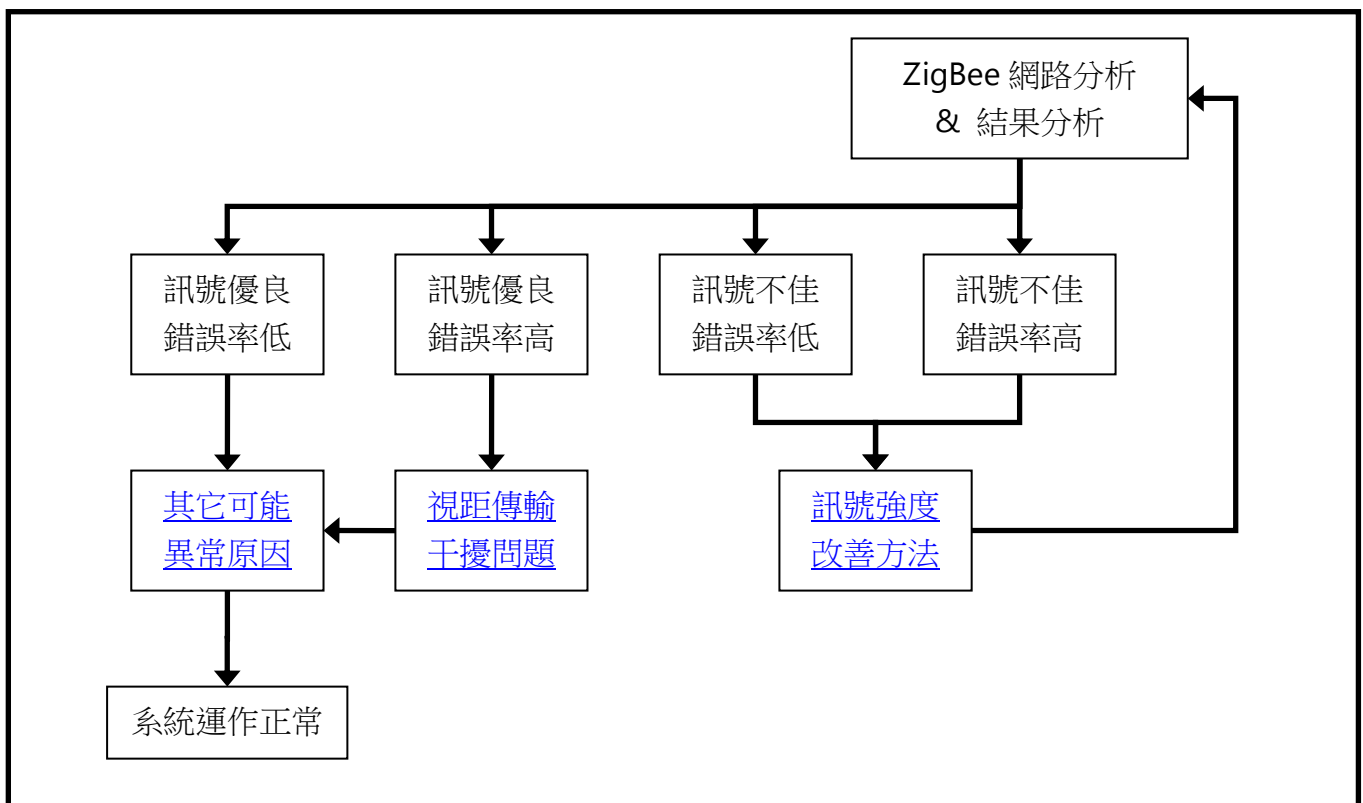 ZigBee 網路分析
& 結果分析
訊號優良
錯誤率低
訊號優良
錯誤率高
訊號不佳
錯誤率低
訊號不佳
錯誤率高
其它可能
異常原因
視距傳輸
干擾問題
訊號強度
改善方法
系統運作正常